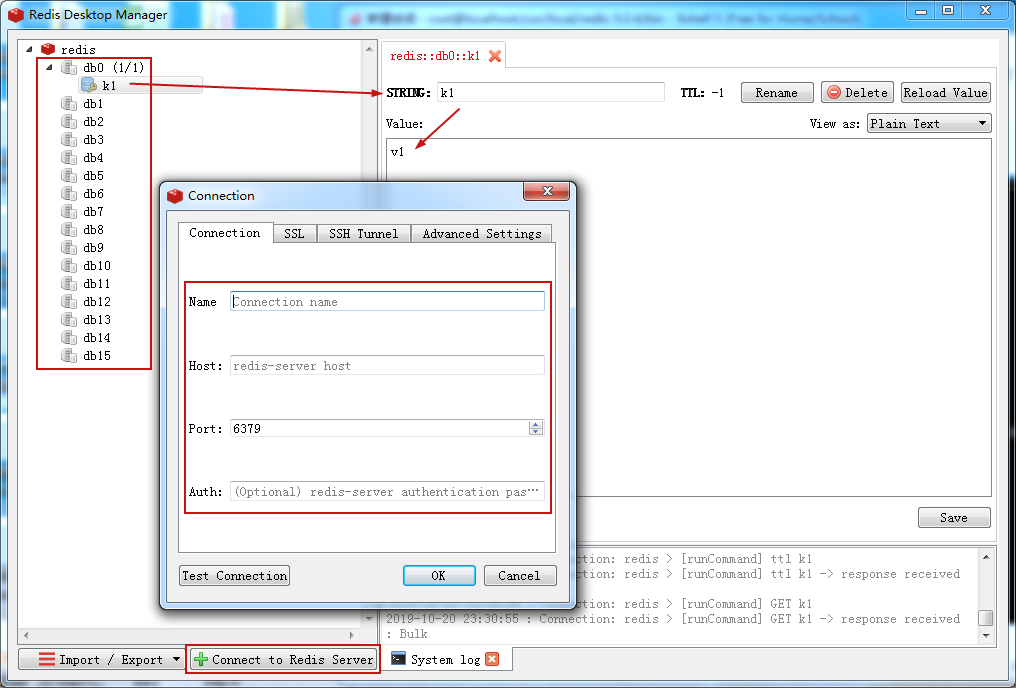 Redis Desktop Manager
redis
db0 (1/1)
k1
db1
db2
db3
db4
db5
db6
db7
db8
db9
db10
db11
db12
db13
db14
db15
Import / Export
Connect to Redis Server
redis::db0::k1
STRING: k1 TTL: -1 Rename Delete Reload Value
Value: View as: Plain Text
v1
Save
Connection
Connection SSL SSH Tunnel Advanced Settings
Name Connection name
Host: redis-server host
Port: 6379
Auth: (Optional) redis-server authentication pas…
Test Connection OK Cancel
ction: redis > [runCommand] ttl k1
ction: redis > [runCommand] ttl k1 -> response received
ction: redis > [runCommand] GET k1
2019-10-20 23:30:55 : Connection: redis > [runCommand] GET k1 -> response received
: Bulk
System log